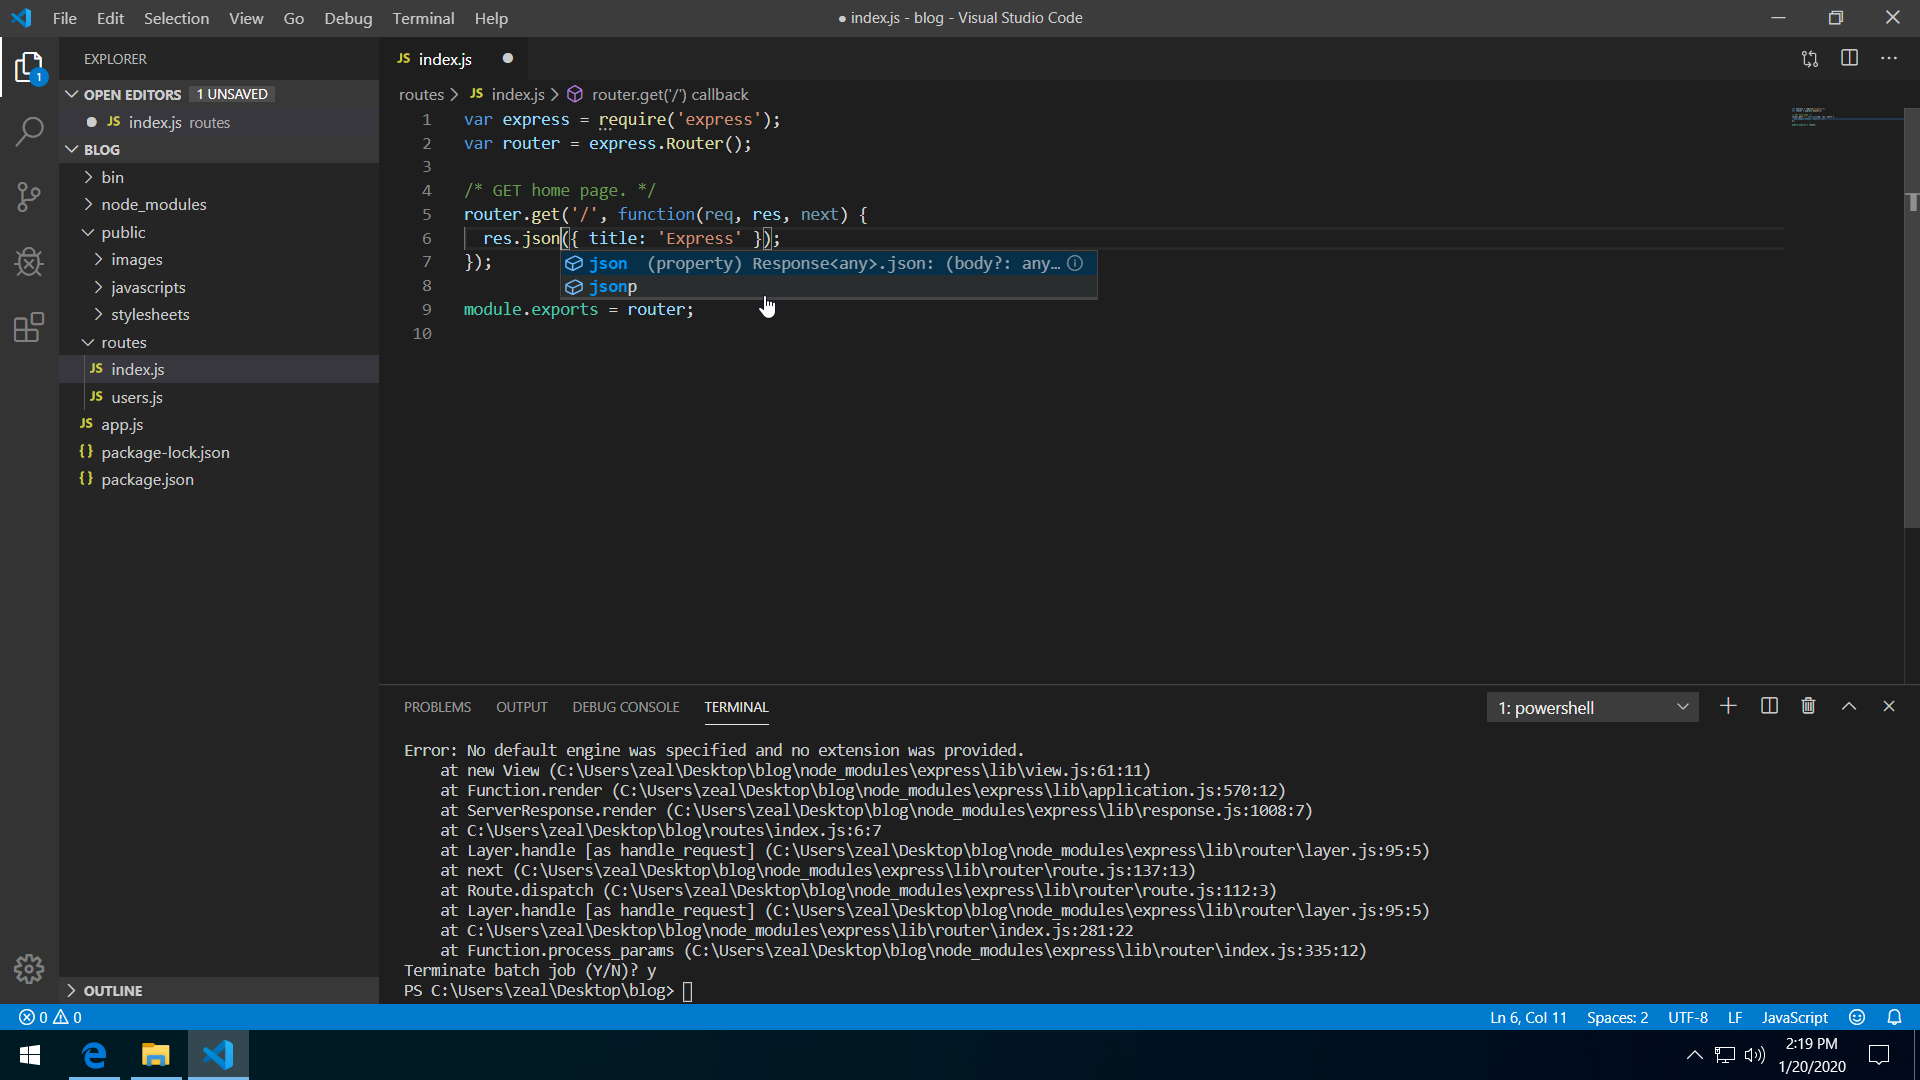 File Edit Selection View Go Debug Terminal Help
● index.js - blog - Visual Studio Code
1
EXPLORER
OPEN EDITORS 1 UNSAVED
JS index.js routes
BLOG
bin
node_modules
public
images
javascripts
stylesheets
routes
JS index.js
JS users.js
JS app.js
{} package-lock.json
{} package.json
OUTLINE
JS index.js
routes > JS index.js > router.get('/') callback
1 var express = require('express');
2 var router = express.Router();
3
4 /* GET home page. */
5 router.get('/', function(req, res, next) {
6 res.json({ title: 'Express' });
7 });
8
9 module.exports = router;
10
json (property) Response<any>.json: (body?: any…
jsonp
PROBLEMS OUTPUT DEBUG CONSOLE TERMINAL
1: powershell
Error: No default engine was specified and no extension was provided.
at new View (C:\Users\zeal\Desktop\blog\node_modules\express\lib\view.js:61:11)
at Function.render (C:\Users\zeal\Desktop\blog\node_modules\express\lib\application.js:570:12)
at ServerResponse.render (C:\Users\zeal\Desktop\blog\node_modules\express\lib\response.js:1008:7)
at C:\Users\zeal\Desktop\blog\routes\index.js:6:7
at Layer.handle [as handle_request] (C:\Users\zeal\Desktop\blog\node_modules\express\lib\router\layer.js:95:5)
at next (C:\Users\zeal\Desktop\blog\node_modules\express\lib\router\route.js:137:13)
at Route.dispatch (C:\Users\zeal\Desktop\blog\node_modules\express\lib\router\route.js:112:3)
at Layer.handle [as handle_request] (C:\Users\zeal\Desktop\blog\node_modules\express\lib\router\layer.js:95:5)
at C:\Users\zeal\Desktop\blog\node_modules\express\lib\router\index.js:281:22
at Function.process_params (C:\Users\zeal\Desktop\blog\node_modules\express\lib\router\index.js:335:12)
Terminate batch job (Y/N)? y
PS C:\Users\zeal\Desktop\blog>
0 0 Ln 6, Col 11 Spaces: 2 UTF-8 LF JavaScript
2:19 PM
1/20/2020